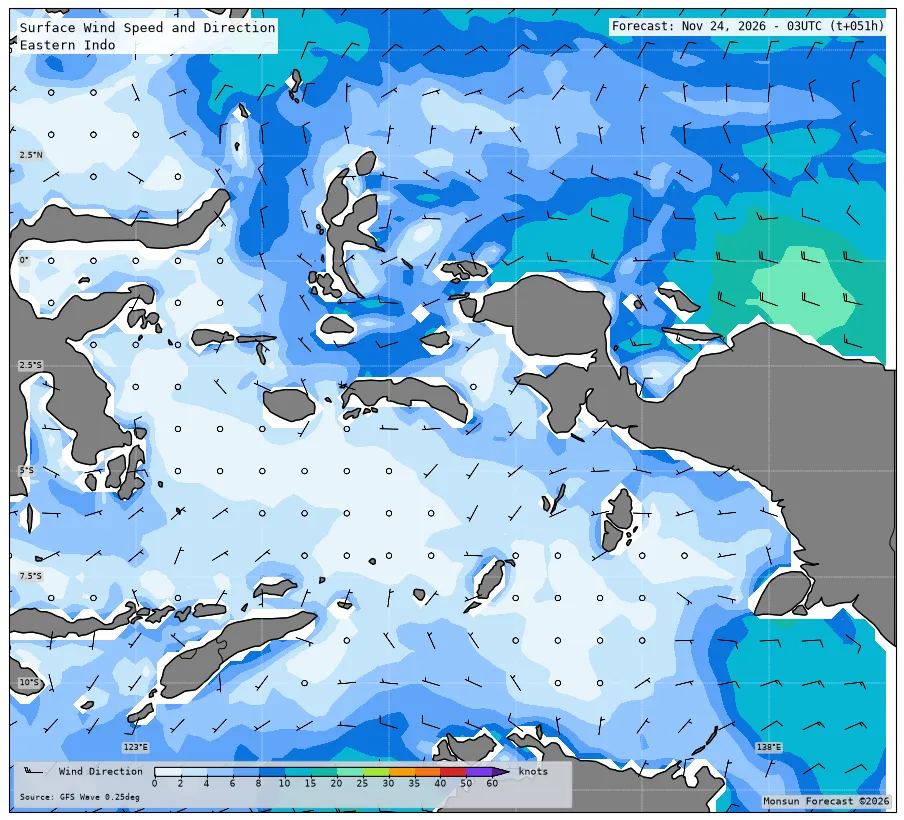 Surface Wind Speed and Direction
Eastern Indo
Forecast: Nov 24, 2026 - 03UTC (t+051h)
2.5°N
0°
2.5°S
5°S
7.5°S
10°S
123°E
138°E
Wind Direction
knots
0 2 4 6 8 10 15 20 25 30 35 40 50 60
Source: GFS Wave 0.25deg
Monsun Forecast ©2026